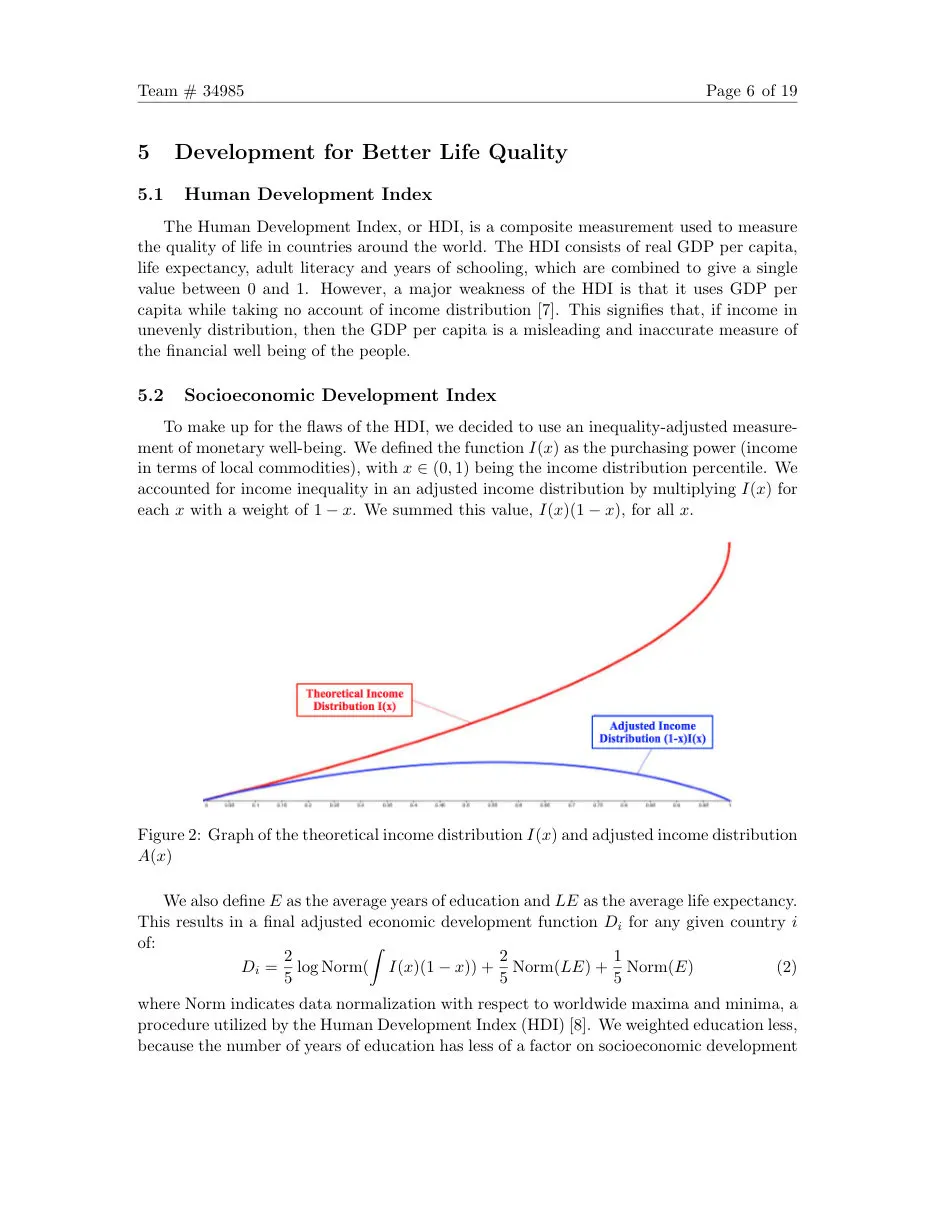 Team # 34985 Page 6 of 19
5 Development for Better Life Quality
5.1 Human Development Index
The Human Development Index, or HDI, is a composite measurement used to measure
the quality of life in countries around the world. The HDI consists of real GDP per capita,
life expectancy, adult literacy and years of schooling, which are combined to give a single
value between 0 and 1. However, a major weakness of the HDI is that it uses GDP per
capita while taking no account of income distribution [7]. This signifies that, if income in
unevenly distribution, then the GDP per capita is a misleading and inaccurate measure of
the financial well being of the people.
5.2 Socioeconomic Development Index
To make up for the flaws of the HDI, we decided to use an inequality-adjusted measure-
ment of monetary well-being. We defined the function I(x) as the purchasing power (income
in terms of local commodities), with x ∈ (0, 1) being the income distribution percentile. We
accounted for income inequality in an adjusted income distribution by multiplying I(x) for
each x with a weight of 1 − x. We summed this value, I(x)(1 − x), for all x.
Theoretical Income
Distribution I(x)
Adjusted Income
Distribution (1-x)I(x)
Figure 2: Graph of the theoretical income distribution I(x) and adjusted income distribution
A(x)
We also define E as the average years of education and LE as the average life expectancy.
This results in a final adjusted economic development function Dᵢ for any given country i
of:
Dᵢ = 2/5 log Norm(∫ I(x)(1 − x)) + 2/5 Norm(LE) + 1/5 Norm(E) (2)
where Norm indicates data normalization with respect to worldwide maxima and minima, a
procedure utilized by the Human Development Index (HDI) [8]. We weighted education less,
because the number of years of education has less of a factor on socioeconomic development